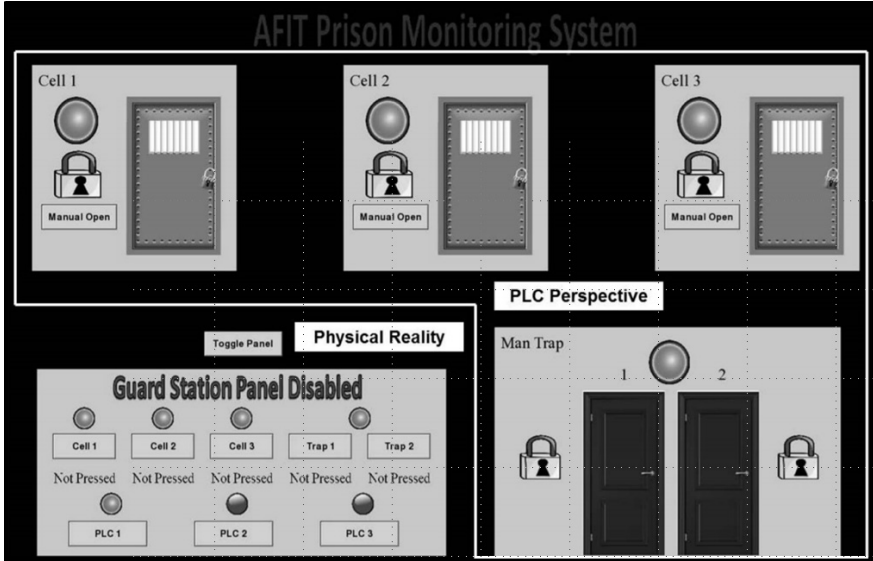 AFIT Prison Monitoring System
Cell 1
Cell 2
Cell 3
Manual Open
Manual Open
Manual Open
PLC Perspective
Toggle Panel
Physical Reality
Man Trap
1
2
Guard Station Panel Disabled
Cell 1
Cell 2
Cell 3
Trap 1
Trap 2
Not Pressed
Not Pressed
Not Pressed
Not Pressed
Not Pressed
PLC 1
PLC 2
PLC 3